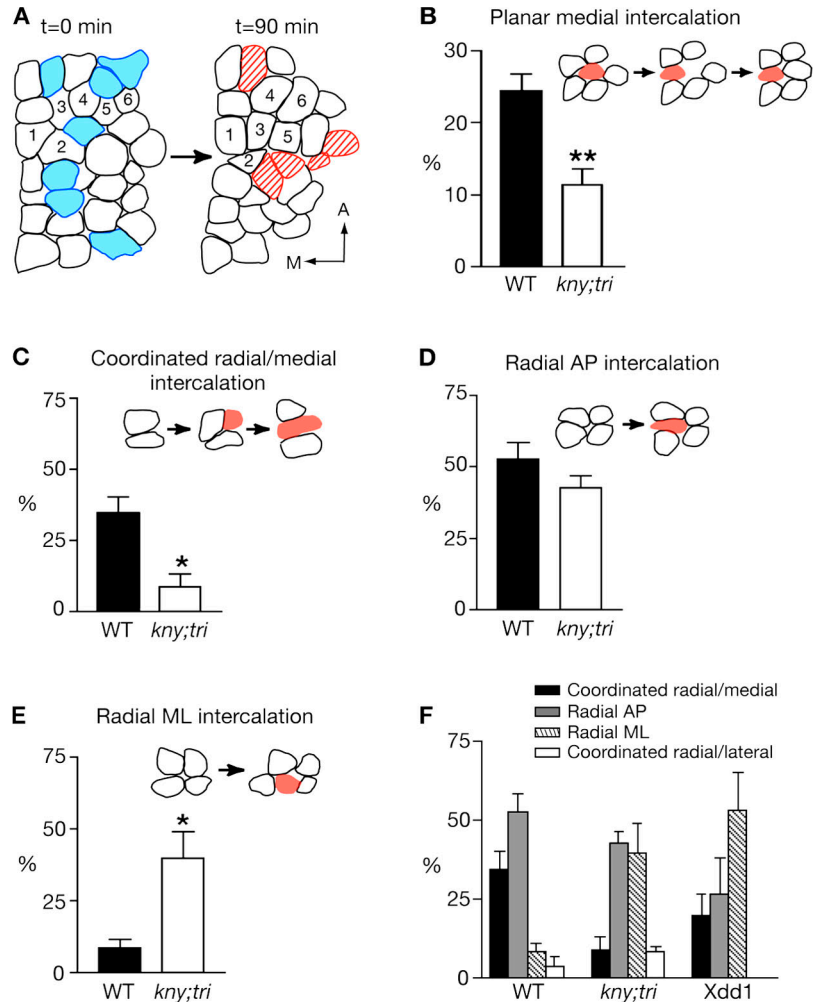 A
t=0 min
t=90 min
3 4 5 6
1
2
4 6
1 3 5
2
A
M
B
Planar medial intercalation
30
20
%
**
10
0
WT kny;tri
C
Coordinated radial/medial
intercalation
75
50
%
25
*
0
WT kny;tri
D
Radial AP intercalation
75
50
%
25
0
WT kny;tri
E
Radial ML intercalation
75
50
*
%
25
0
WT kny;tri
F
Coordinated radial/medial
Radial AP
Radial ML
Coordinated radial/lateral
75
50
%
25
0
WT kny;tri Xdd1